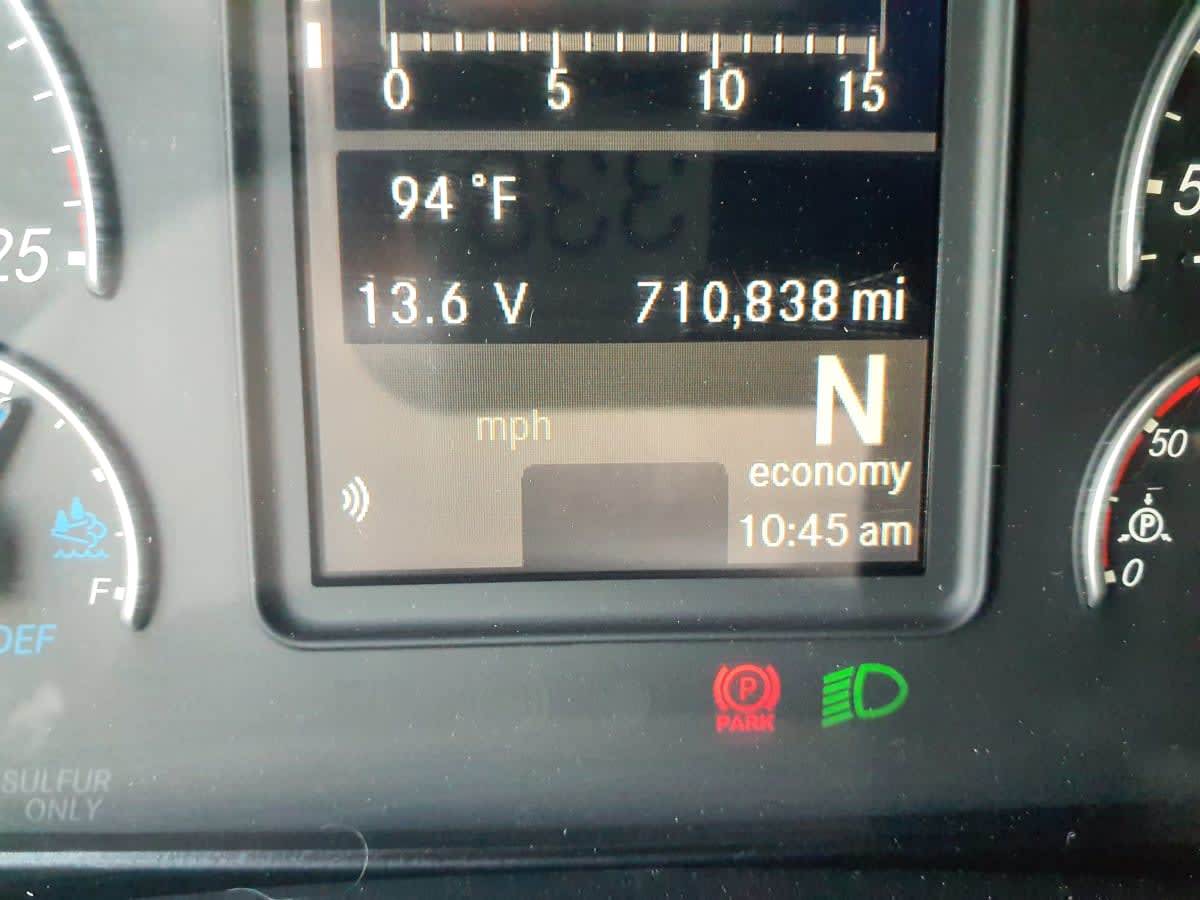 0 5 10 15
94 °F
25
5
13.6 V 710,838 mi
N
mph
economy
50
P
10:45 am
0
F
DEF
P
PARK
SULFUR
ONLY